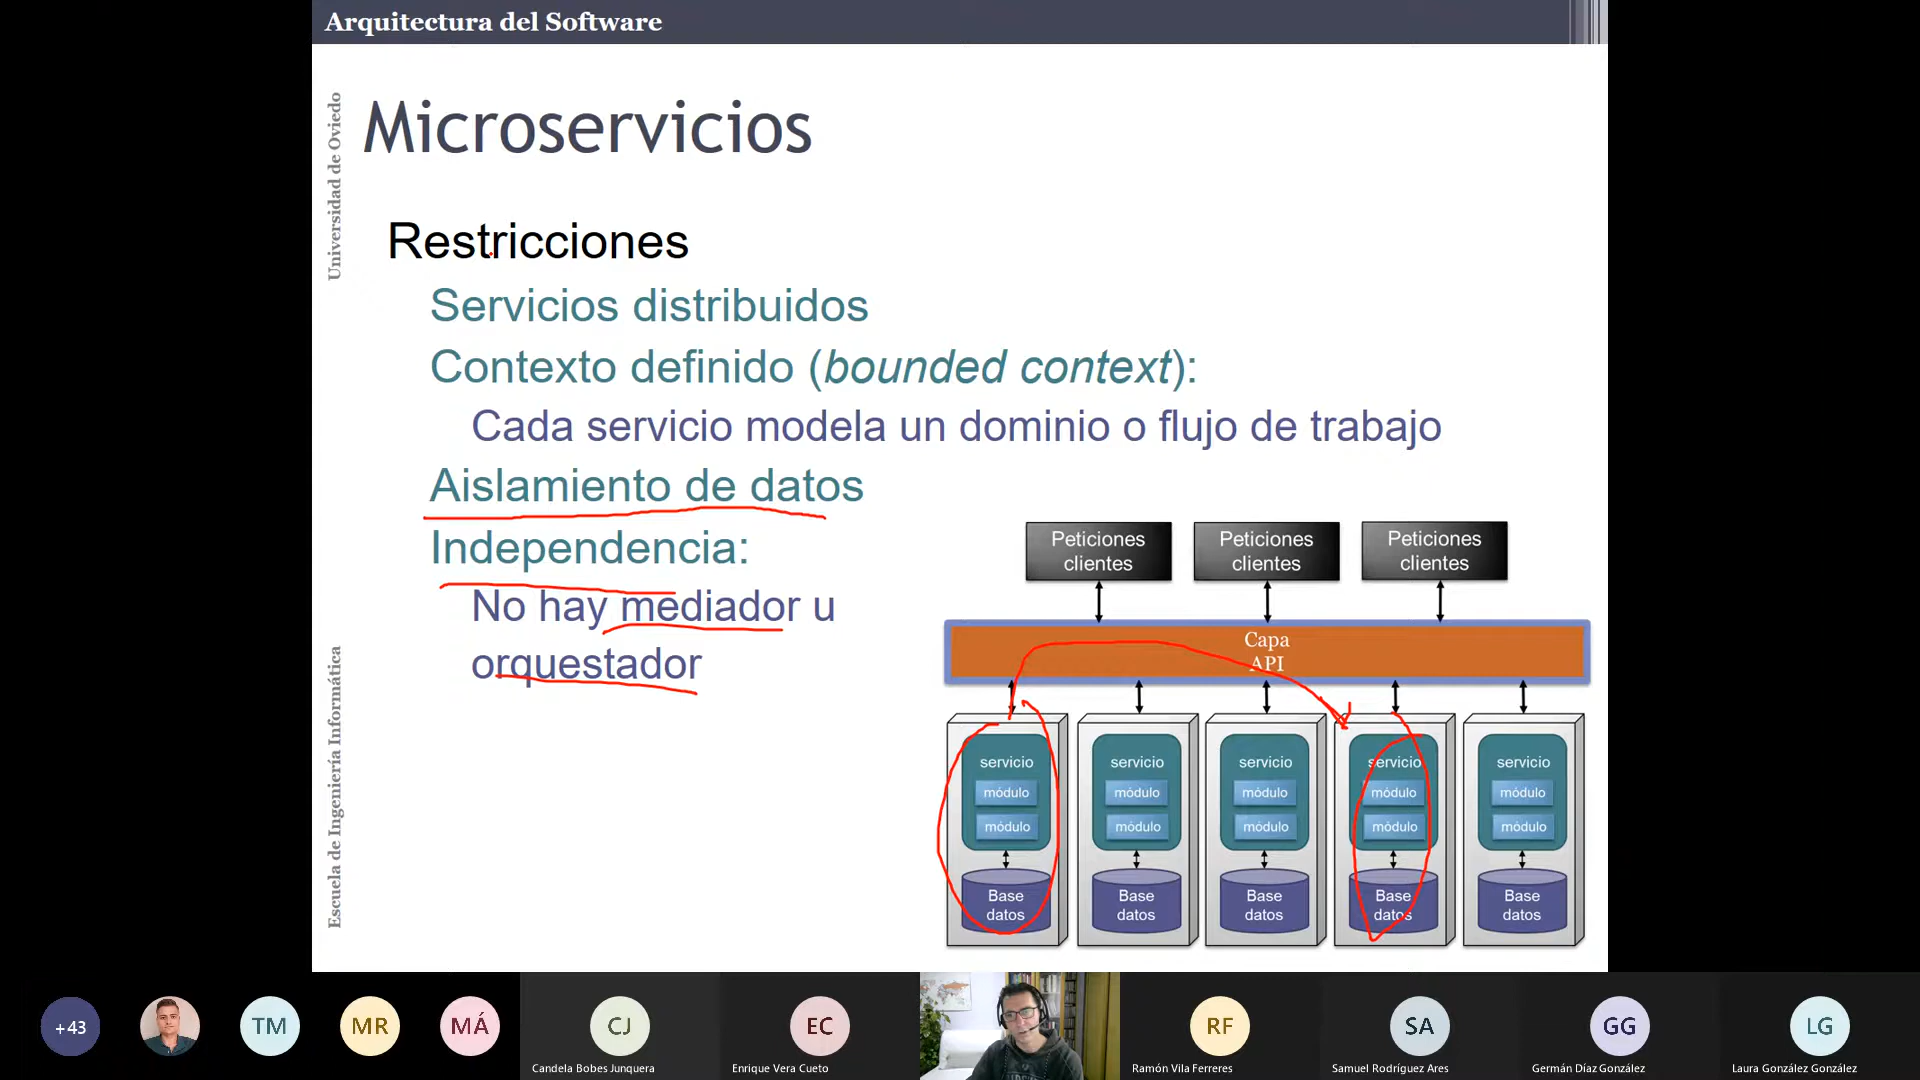 Arquitectura del Software
Universidad de Oviedo
Escuela de Ingeniería Informática
Microservicios
Restricciones
Servicios distribuidos
Contexto definido (bounded context):
Cada servicio modela un dominio o flujo de trabajo
Aislamiento de datos
Independencia:
No hay mediador u
orquestador
Peticiones
clientes
Peticiones
clientes
Peticiones
clientes
Capa
API
servicio
módulo
módulo
Base
datos
servicio
módulo
módulo
Base
datos
servicio
módulo
módulo
Base
datos
servicio
módulo
módulo
Base
datos
servicio
módulo
módulo
Base
datos
+43
TM
MR
MÁ
CJ
Candela Bobes Junquera
EC
Enrique Vera Cueto
RF
Ramón Vila Ferreres
SA
Samuel Rodríguez Ares
GG
Germán Díaz González
LG
Laura González González